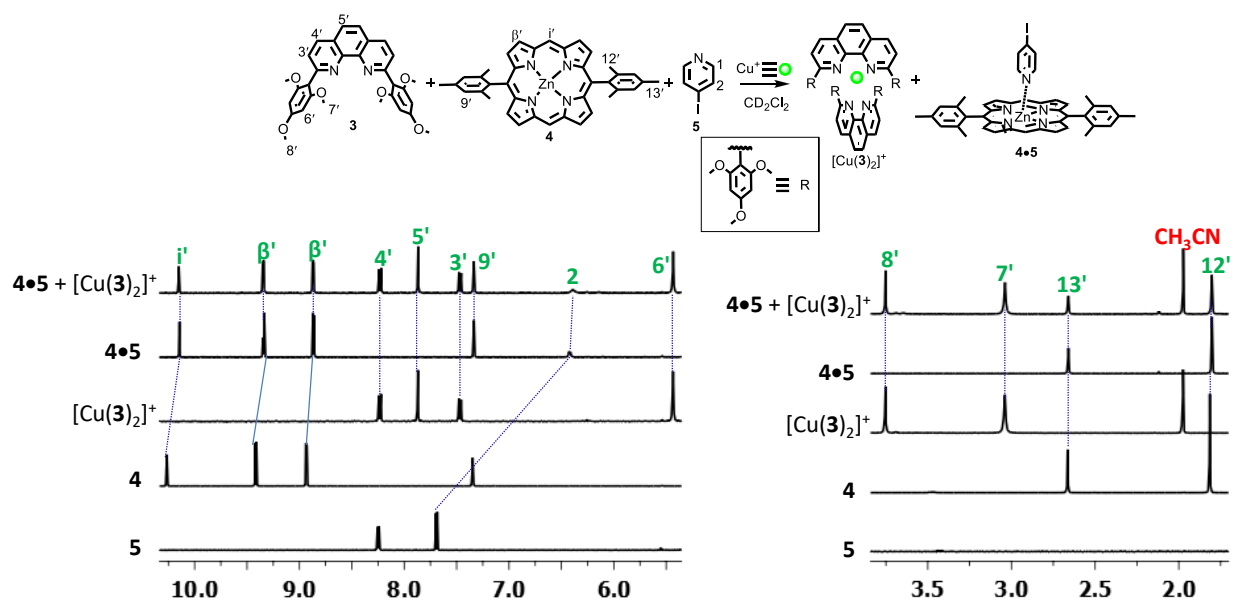 5'
4'
3'
N N
7'
6'
8'
3
+
β' i' 12'
N N
Zn
N N
9' 13'
4
+
N 1
2
I
5
Cu⁺
CD₂Cl₂
N N
R R
R R
N N
[Cu(3)₂]⁺
+
I
N
N N
Zn
N N
4•5
O O
O
≡ R
i' β' β' 4' 5' 3' 9' 2 6'
4•5 + [Cu(3)₂]⁺
4•5
[Cu(3)₂]⁺
4
5
10.0 9.0 8.0 7.0 6.0
8' 7' 13' CH₃CN 12'
4•5 + [Cu(3)₂]⁺
4•5
[Cu(3)₂]⁺
4
5
3.5 3.0 2.5 2.0